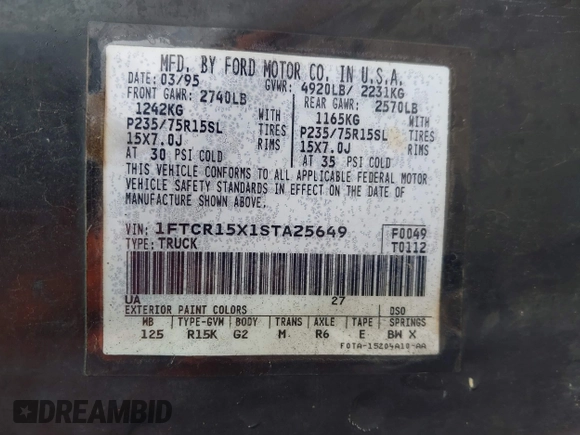 MFD. BY FORD MOTOR CO. IN U.S.A.
DATE: 03/95 GVWR: 4920LB/ 2231KG
FRONT GAWR: 2740LB REAR GAWR: 2570LB
1242KG WITH 1165KG WITH
P235/75R15SL TIRES P235/75R15SL TIRES
15X7.0J RIMS 15X7.0J RIMS
AT 30 PSI COLD AT 35 PSI COLD
THIS VEHICLE CONFORMS TO ALL APPLICABLE FEDERAL MOTOR
VEHICLE SAFETY STANDARDS IN EFFECT ON THE DATE OF
MANUFACTURE SHOWN ABOVE.
VIN: 1FTCR15X1STA25649 F0049
TYPE: TRUCK T0112
UA 27
EXTERIOR PAINT COLORS DSO
WB TYPE-GVM BODY TRANS AXLE TAPE SPRINGS
125 R15K G2 M R6 E BW X
F0TA-15204A10-AA
DREAMBID